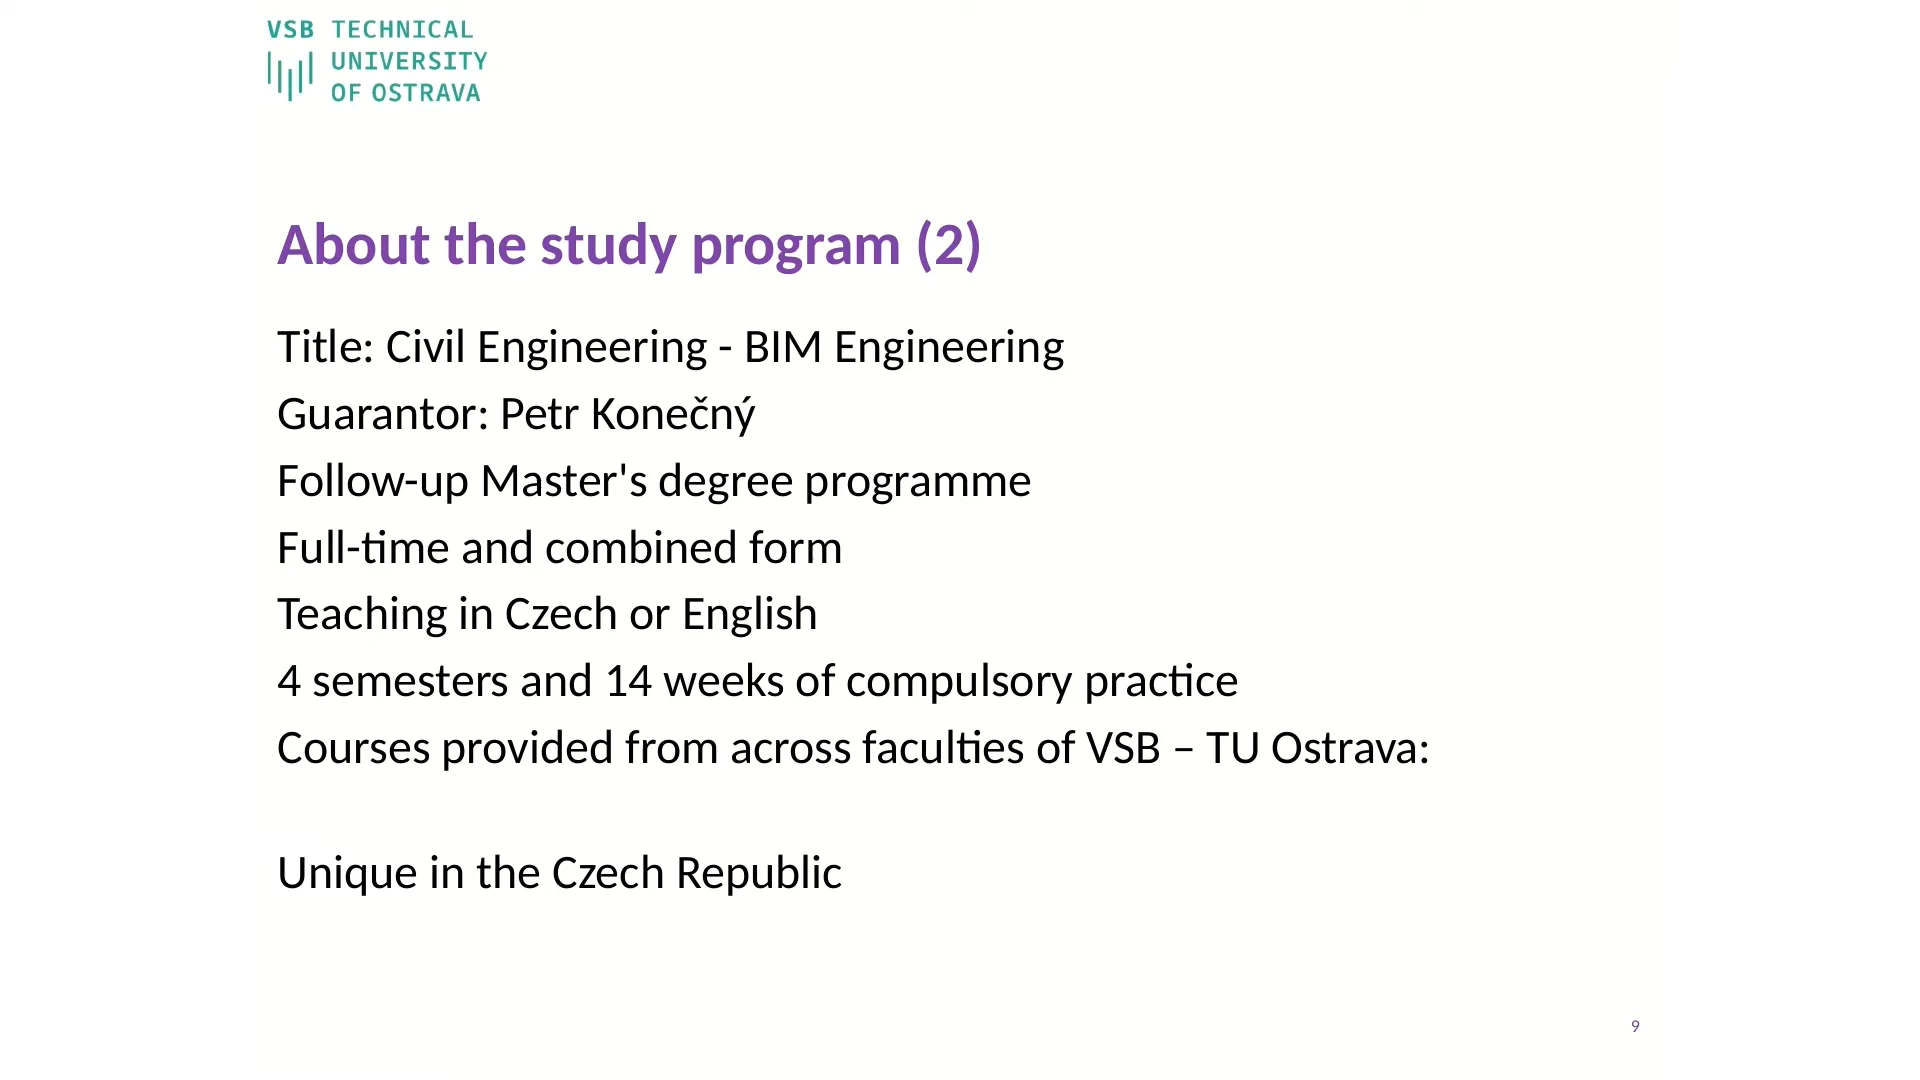 VSB TECHNICAL
UNIVERSITY
OF OSTRAVA
About the study program (2)
Title: Civil Engineering - BIM Engineering
Guarantor: Petr Konečný
Follow-up Master's degree programme
Full-time and combined form
Teaching in Czech or English
4 semesters and 14 weeks of compulsory practice
Courses provided from across faculties of VSB – TU Ostrava:
Unique in the Czech Republic
9